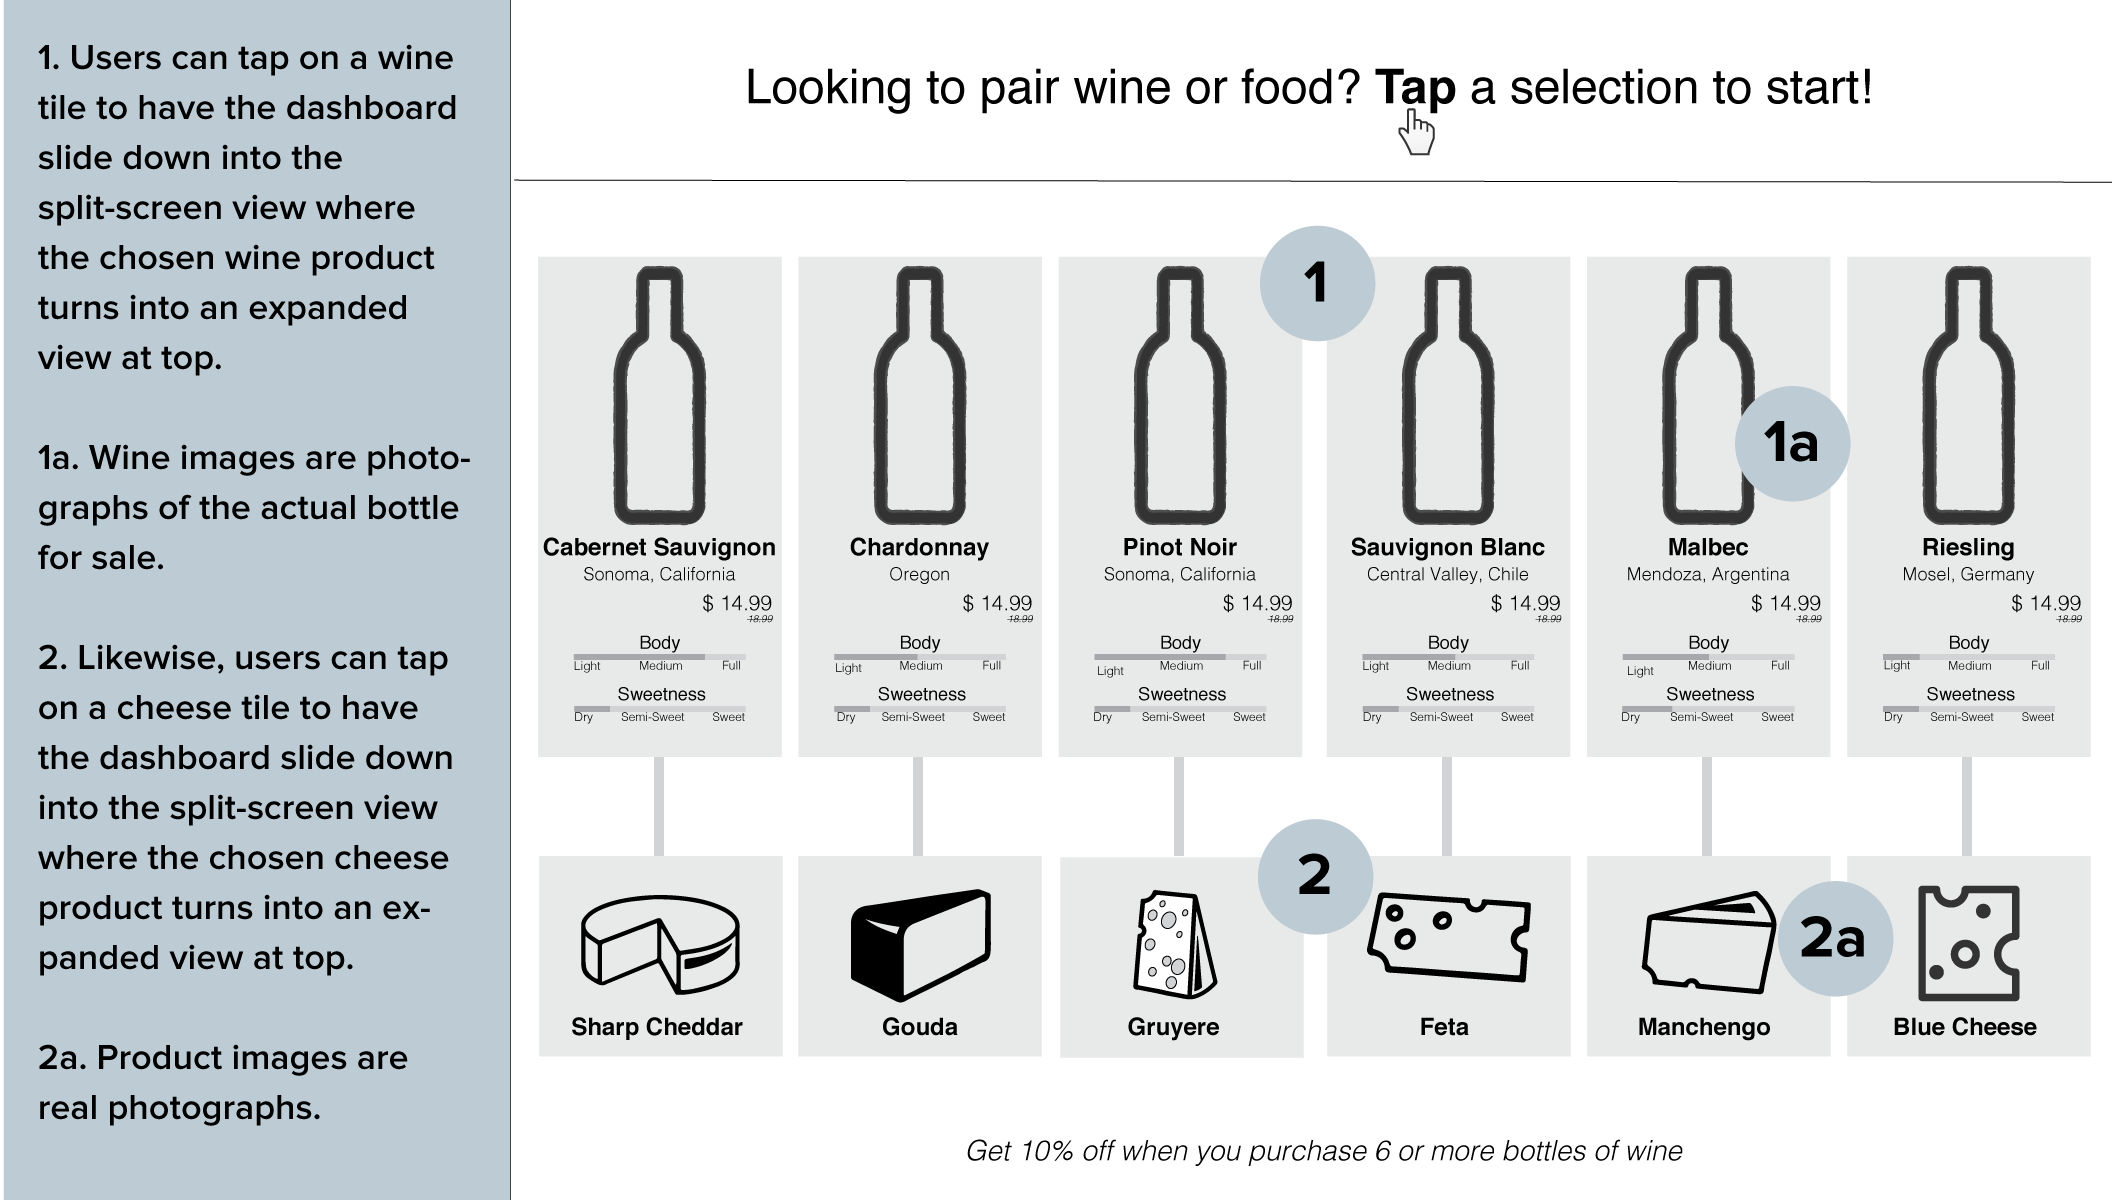 1. Users can tap on a wine
tile to have the dashboard
slide down into the
split-screen view where
the chosen wine product
turns into an expanded
view at top.
1a. Wine images are photo-
graphs of the actual bottle
for sale.
2. Likewise, users can tap
on a cheese tile to have
the dashboard slide down
into the split-screen view
where the chosen cheese
product turns into an ex-
panded view at top.
2a. Product images are
real photographs.
Looking to pair wine or food? Tap a selection to start!
1
1a
Cabernet Sauvignon
Sonoma, California
$ 14.99
18.99
Body
Light Medium Full
Sweetness
Dry Semi-Sweet Sweet
Chardonnay
Oregon
$ 14.99
18.99
Body
Light Medium Full
Sweetness
Dry Semi-Sweet Sweet
Pinot Noir
Sonoma, California
$ 14.99
18.99
Body
Light Medium Full
Sweetness
Dry Semi-Sweet Sweet
Sauvignon Blanc
Central Valley, Chile
$ 14.99
18.99
Body
Light Medium Full
Sweetness
Dry Semi-Sweet Sweet
Malbec
Mendoza, Argentina
$ 14.99
18.99
Body
Light Medium Full
Sweetness
Dry Semi-Sweet Sweet
Riesling
Mosel, Germany
$ 14.99
18.99
Body
Light Medium Full
Sweetness
Dry Semi-Sweet Sweet
2
2a
Sharp Cheddar
Gouda
Gruyere
Feta
Manchengo
Blue Cheese
Get 10% off when you purchase 6 or more bottles of wine